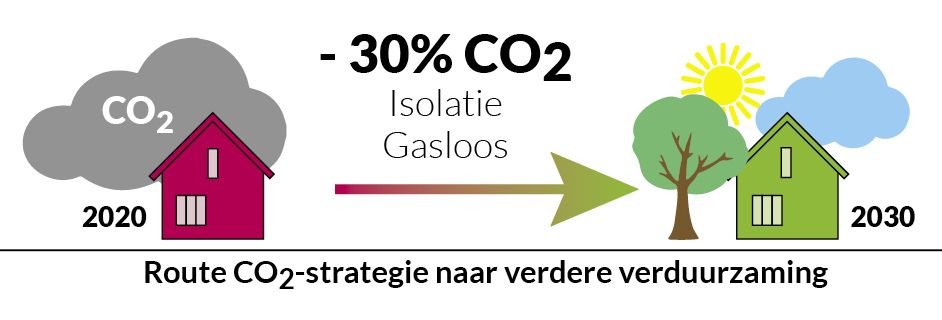 - 30% CO2
Isolatie
Gasloos
CO2
2020
2030
Route CO2-strategie naar verdere verduurzaming